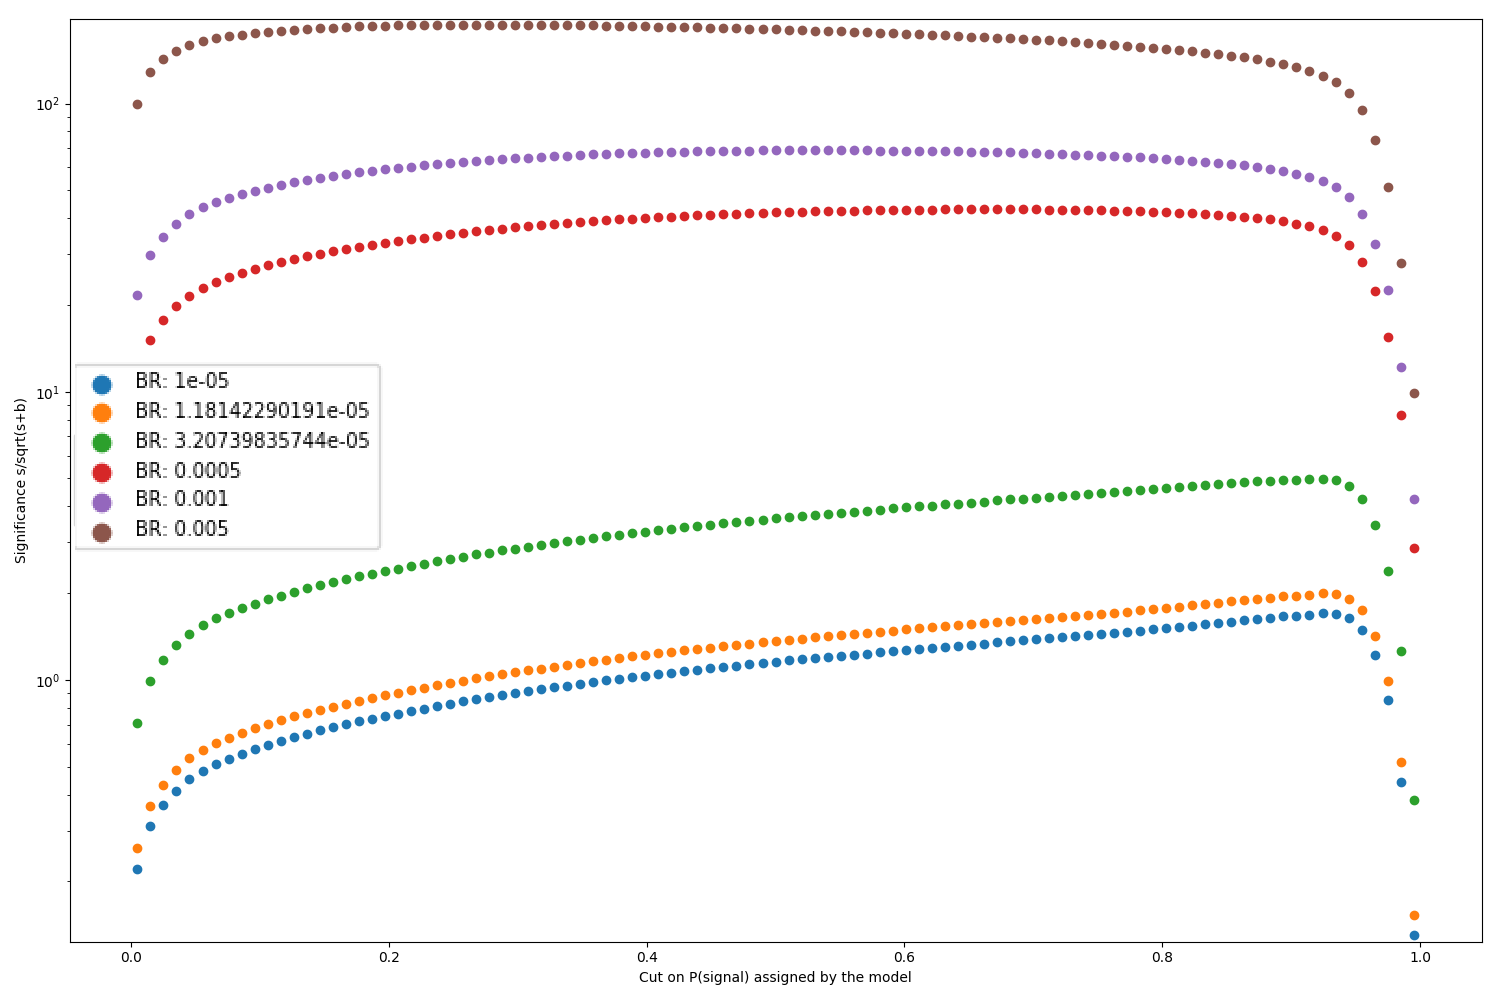 10²
10¹
10⁰
Significance s/sqrt(s+b)
BR: 1e-05
BR: 1.18142290191e-05
BR: 3.20739835744e-05
BR: 0.0005
BR: 0.001
BR: 0.005
0.0 0.2 0.4 0.6 0.8 1.0
Cut on P(signal) assigned by the model